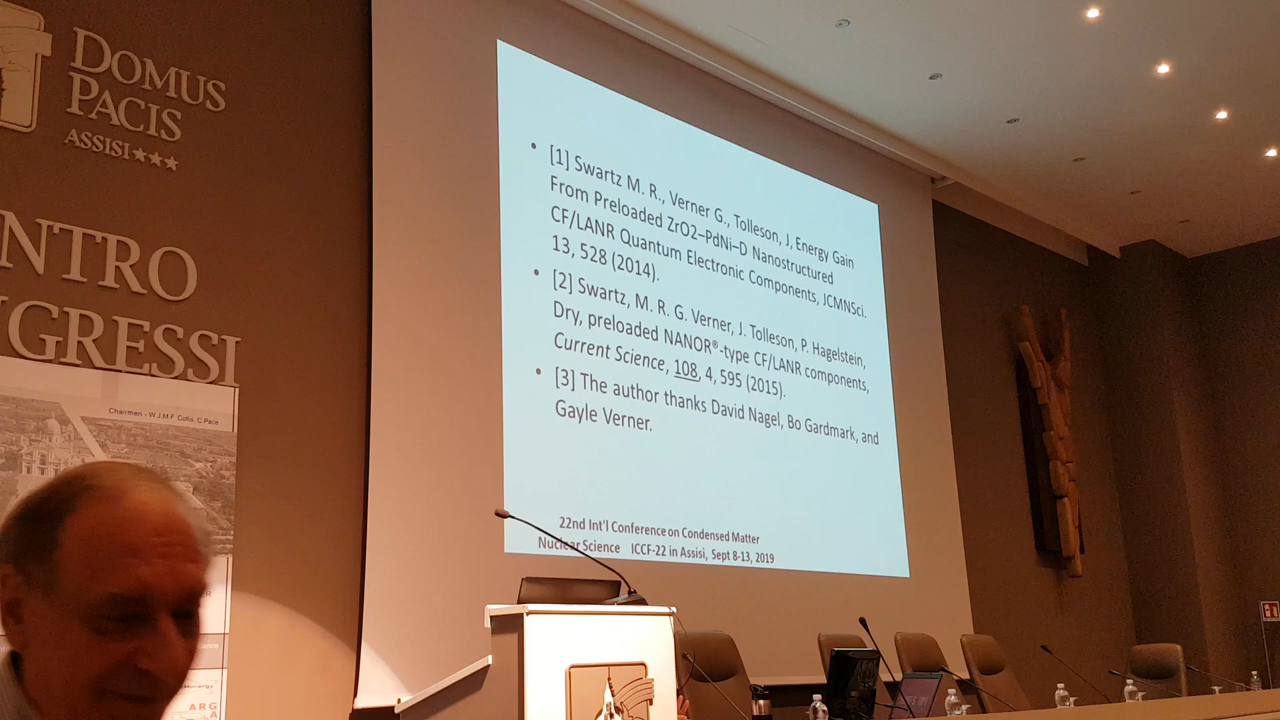 DOMUS
PACIS
ASSISI★★★
NTRO
GRESSI
Chairmen - W.J.M.F. Collis, C.Pace
• [1] Swartz M. R., Verner G., Tolleson, J, Energy Gain
From Preloaded ZrO2–PdNi–D Nanostructured
CF/LANR Quantum Electronic Components, JCMNSci.
13, 528 (2014).
• [2] Swartz, M. R. G. Verner, J. Tolleson, P. Hagelstein,
Dry, preloaded NANOR®-type CF/LANR components,
Current Science, 108, 4, 595 (2015).
• [3] The author thanks David Nagel, Bo Gardmark, and
Gayle Verner.
22nd Int'l Conference on Condensed Matter
Nuclear Science ICCF-22 in Assisi, Sept 8-13, 2019
ARG
A